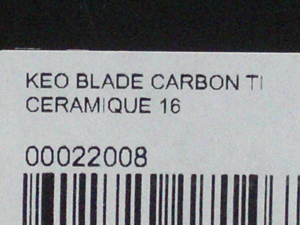 KEO BLADE CARBON TI
CERAMIQUE 16
00022008